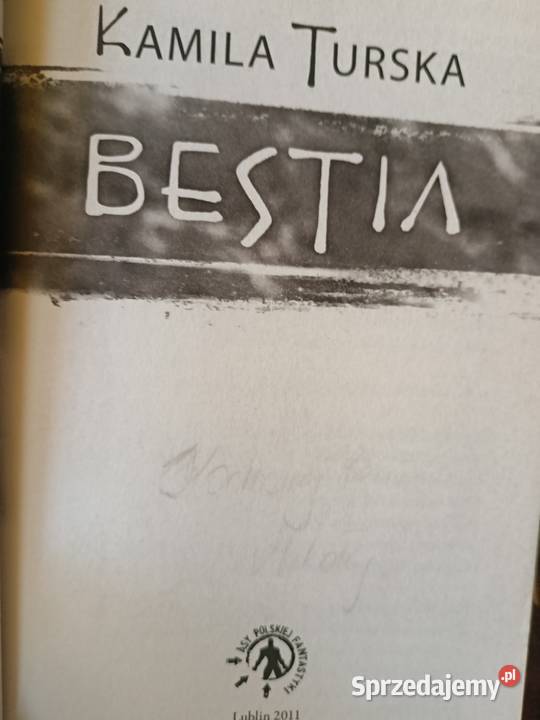 KAMILA TURSKA
BESTIA
ASY POLSKIEJ FANTASTYKI
Lublin 2011
Sprzedajemy.pl